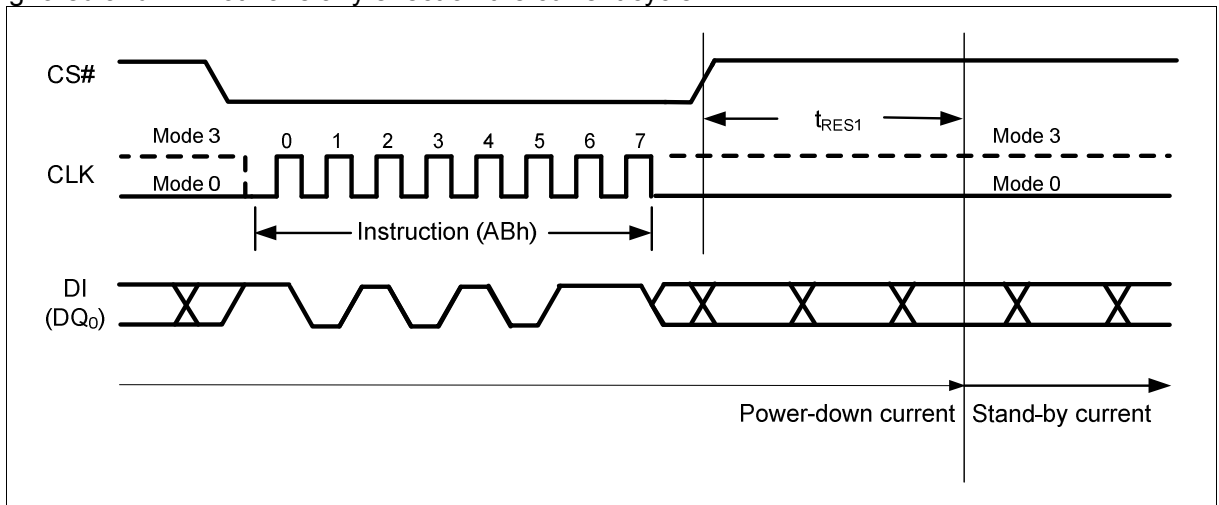 CS#
tRES1
Mode 3 0 1 2 3 4 5 6 7 Mode 3
CLK
Mode 0 Mode 0
Instruction (ABh)
DI
(DQ0)
Power-down current Stand-by current